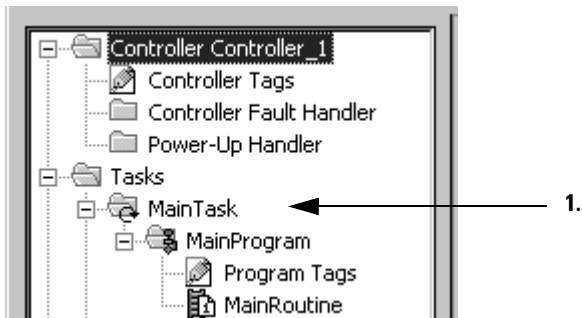 Controller Controller_1
Controller Tags
Controller Fault Handler
Power-Up Handler
Tasks
MainTask 1.
MainProgram
Program Tags
MainRoutine